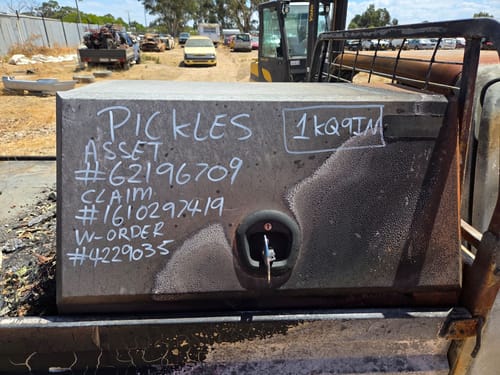 PICKLES
1KQ9IN
ASSET
#62196709
CLAIM
#1610297419
W-ORDER
#4229035